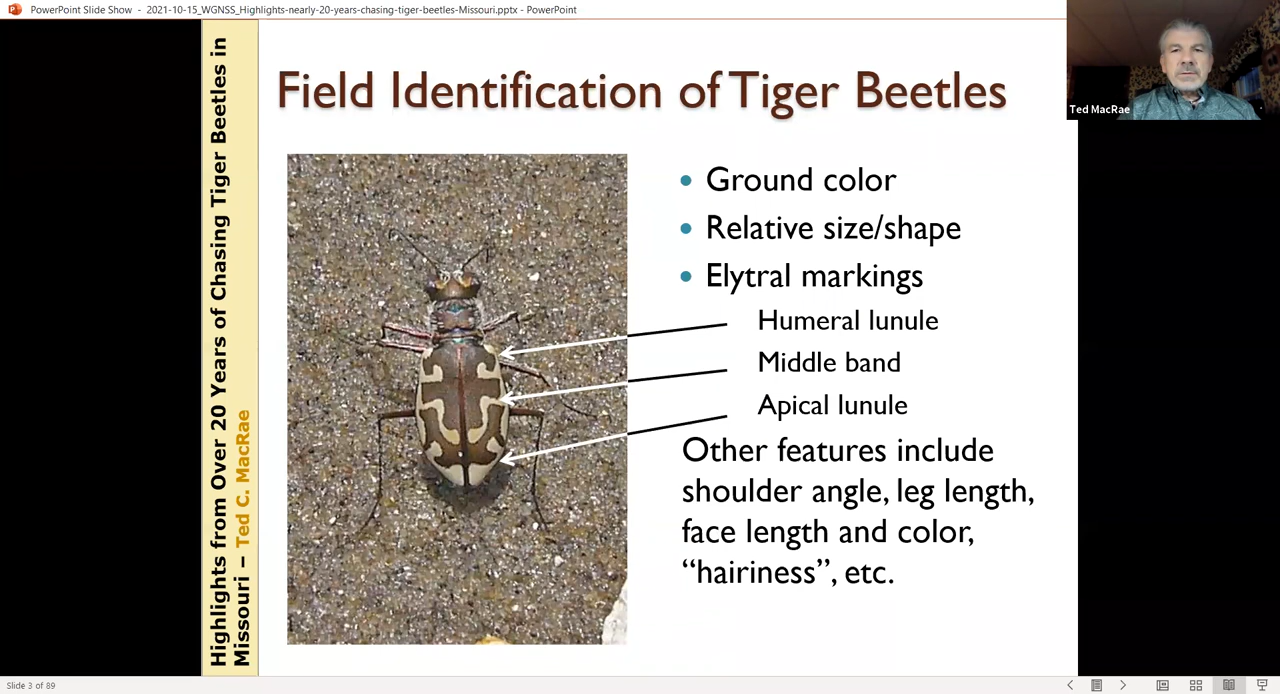 PowerPoint Slide Show - 2021-10-15_WGNSS_Highlights-nearly-20-years-chasing-tiger-beetles-Missouri.pptx - PowerPoint
Ted MacRae
Highlights from Over 20 Years of Chasing Tiger Beetles in
Missouri – Ted C. MacRae
Field Identification of Tiger Beetles
• Ground color
• Relative size/shape
• Elytral markings
Humeral lunule
Middle band
Apical lunule
Other features include
shoulder angle, leg length,
face length and color,
“hairiness”, etc.
Slide 3 of 89